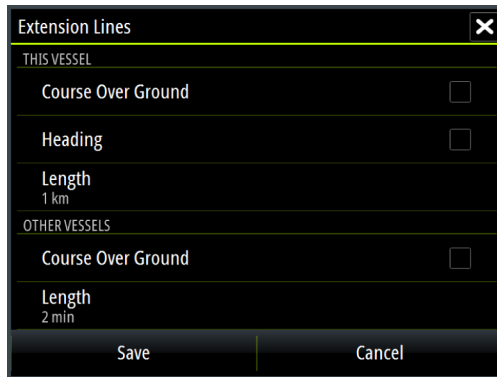 Extension Lines
THIS VESSEL
Course Over Ground
Heading
Length
1 km
OTHER VESSELS
Course Over Ground
Length
2 min
Save
Cancel